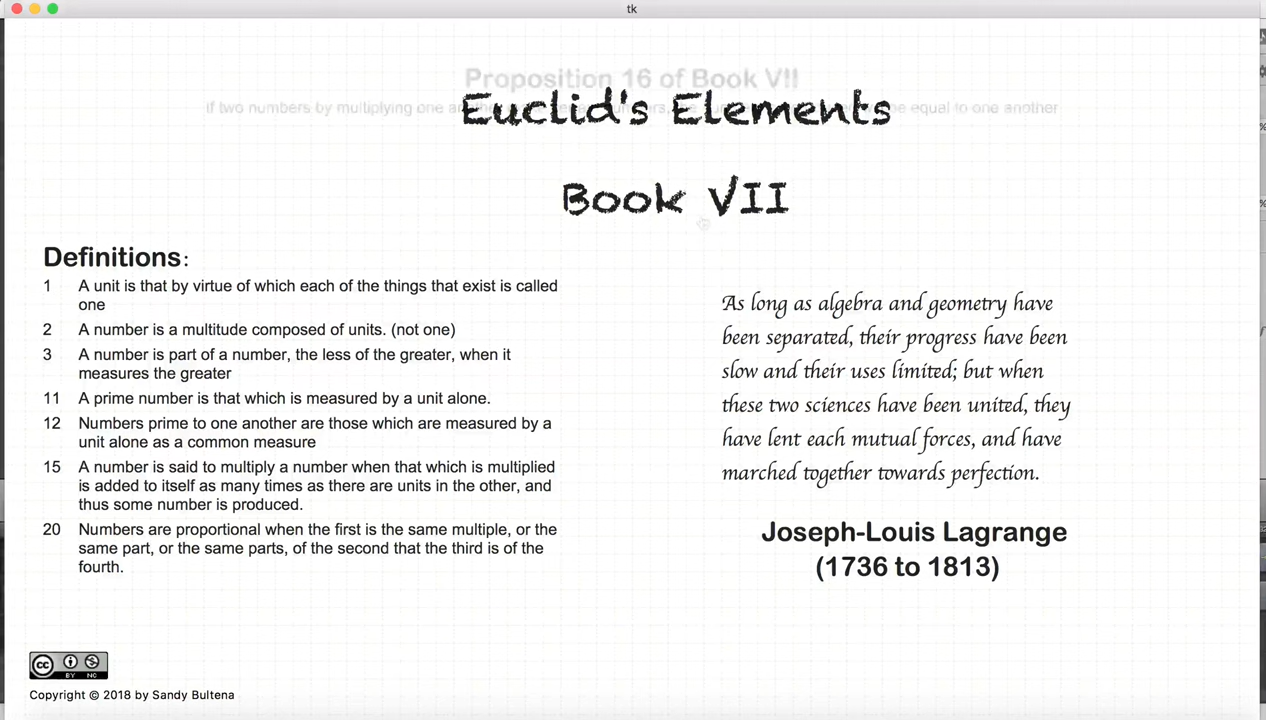 tk
Proposition 16 of Book VII
If two numbers by multiplying one equal to one another
Euclid's Elements
Book VII
Definitions:
1 A unit is that by virtue of which each of the things that exist is called
one
2 A number is a multitude composed of units. (not one)
3 A number is part of a number, the less of the greater, when it
measures the greater
11 A prime number is that which is measured by a unit alone.
12 Numbers prime to one another are those which are measured by a
unit alone as a common measure
15 A number is said to multiply a number when that which is multiplied
is added to itself as many times as there are units in the other, and
thus some number is produced.
20 Numbers are proportional when the first is the same multiple, or the
same part, or the same parts, of the second that the third is of the
fourth.
As long as algebra and geometry have
been separated, their progress have been
slow and their uses limited; but when
these two sciences have been united, they
have lent each mutual forces, and have
marched together towards perfection.
Joseph-Louis Lagrange
(1736 to 1813)
cc BY NC
Copyright © 2018 by Sandy Bultena